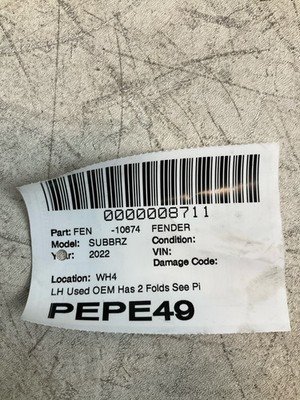 0000008711
Part: FEN -10674 FENDER
Model: SUBBRZ Condition:
Year: 2022 VIN:
Damage Code:
Location: WH4
LH Used OEM Has 2 Folds See Pi
PEPE49